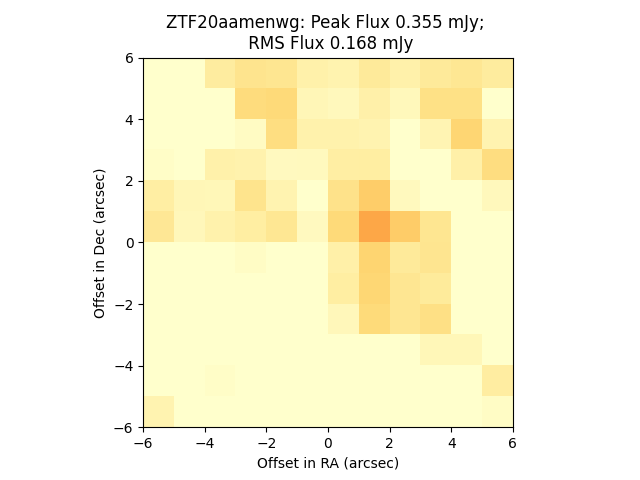 ZTF20aamenwg: Peak Flux 0.355 mJy;
RMS Flux 0.168 mJy
6
4
2
0
−2
−4
−6
Offset in Dec (arcsec)
−6 −4 −2 0 2 4 6
Offset in RA (arcsec)